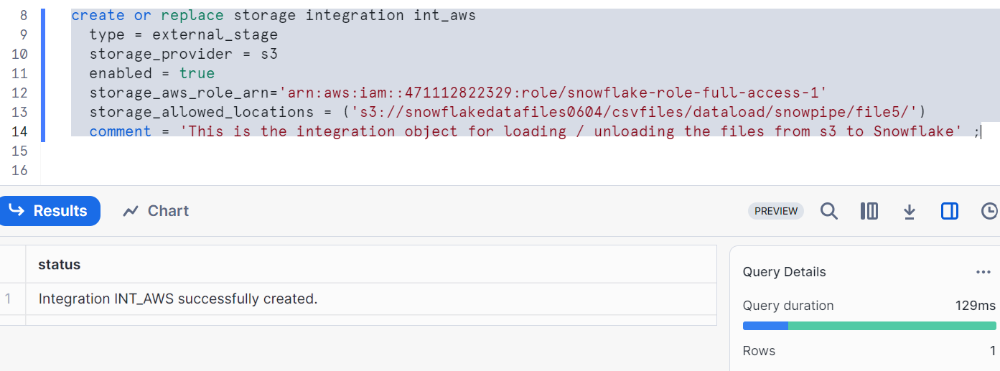 8 create or replace storage integration int_aws
9 type = external_stage
10 storage_provider = s3
11 enabled = true
12 storage_aws_role_arn='arn:aws:iam::471112822329:role/snowflake-role-full-access-1'
13 storage_allowed_locations = ('s3://snowflakedatafiles0604/csvfiles/dataload/snowpipe/file5/')
14 comment = 'This is the integration object for loading / unloading the files from s3 to Snowflake' ;
15
16
Results Chart PREVIEW
status
1 Integration INT_AWS successfully created.
Query Details ...
Query duration 129ms
Rows 1